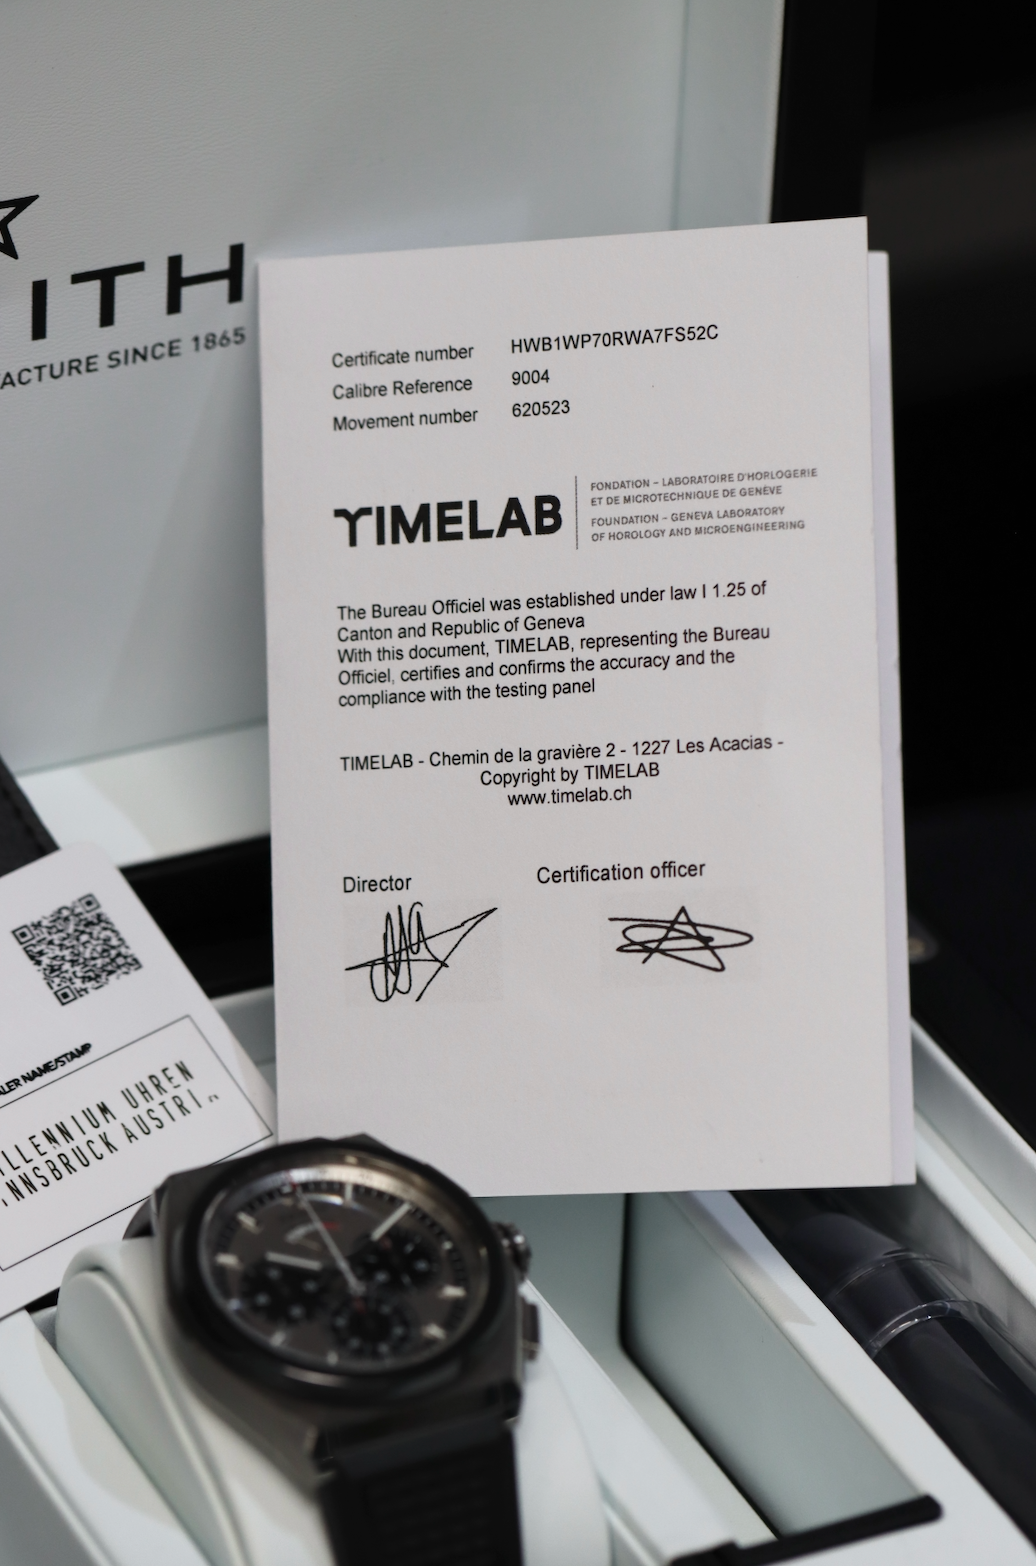 ITH
ACTURE SINCE 1865
Certificate number HWB1WP70RWA7FS52C
Calibre Reference 9004
Movement number 620523
TIMELAB
FONDATION – LABORATOIRE D'HORLOGERIE
ET DE MICROTECHNIQUE DE GENÈVE
FOUNDATION – GENEVA LABORATORY
OF HOROLOGY AND MICROENGINEERING
The Bureau Officiel was established under law I 1.25 of
Canton and Republic of Geneva
With this document, TIMELAB, representing the Bureau
Officiel, certifies and confirms the accuracy and the
compliance with the testing panel
TIMELAB - Chemin de la gravière 2 - 1227 Les Acacias -
Copyright by TIMELAB
www.timelab.ch
Director Certification officer
LER NAME/STAMP
ILLENNIUM UHREN
NNSBRUCK AUSTRI